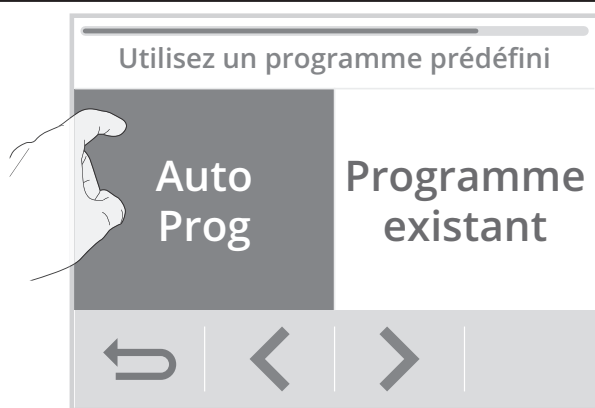 Utilisez un programme prédéfini
Auto
Prog
Programme
existant